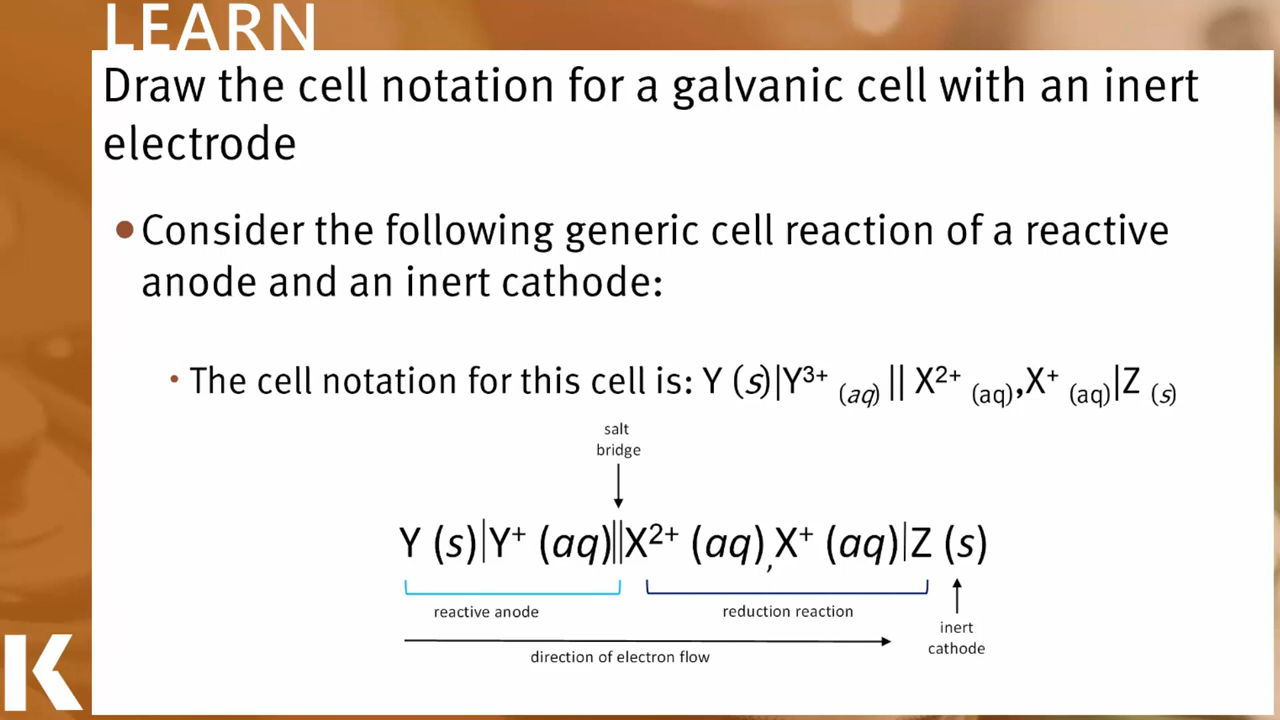 LEARN
Draw the cell notation for a galvanic cell with an inert
electrode
•Consider the following generic cell reaction of a reactive
anode and an inert cathode:
• The cell notation for this cell is: Y (s)|Y³⁺ (aq) || X²⁺ (aq),X⁺ (aq)|Z (s)
salt
bridge
Y (s)|Y⁺ (aq)||X²⁺ (aq),X⁺ (aq)|Z (s)
reactive anode
reduction reaction
inert
cathode
direction of electron flow
K